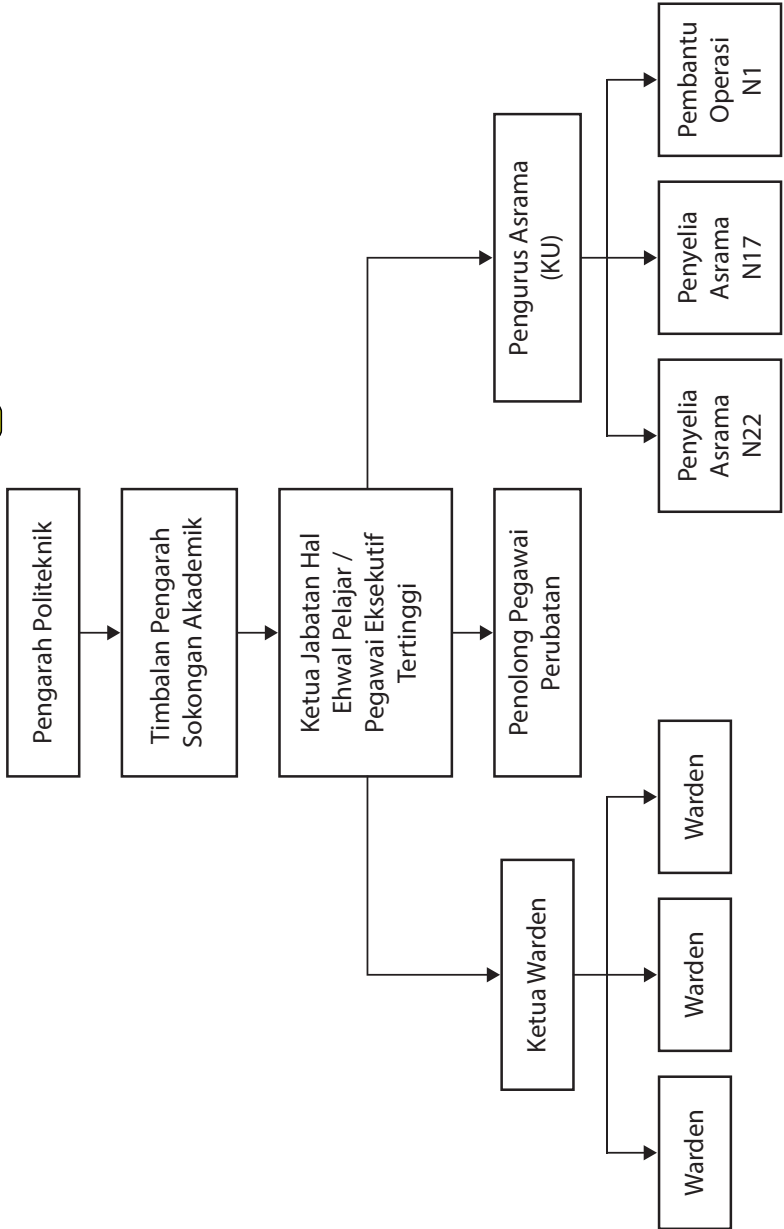 Pengarah Politeknik
Timbalan Pengarah
Sokongan Akademik
Ketua Jabatan Hal
Ehwal Pelajar /
Pegawai Eksekutif
Tertinggi
Ketua Warden
Penolong Pegawai
Perubatan
Pengurus Asrama
(KU)
Warden
Warden
Warden
Penyelia
Asrama
N22
Penyelia
Asrama
N17
Pembantu
Operasi
N1